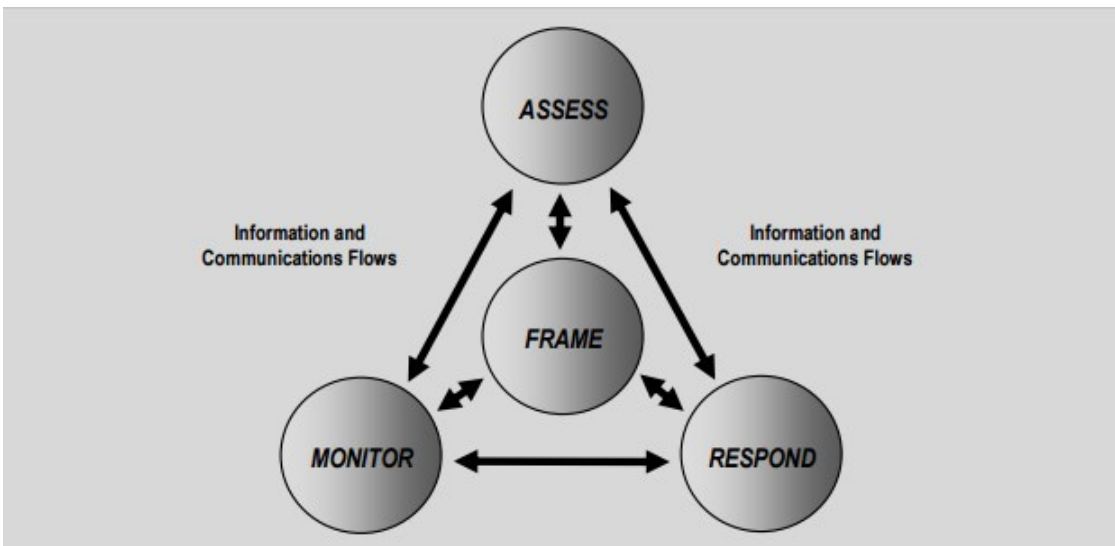 ASSESS
Information and
Communications Flows
Information and
Communications Flows
FRAME
MONITOR
RESPOND